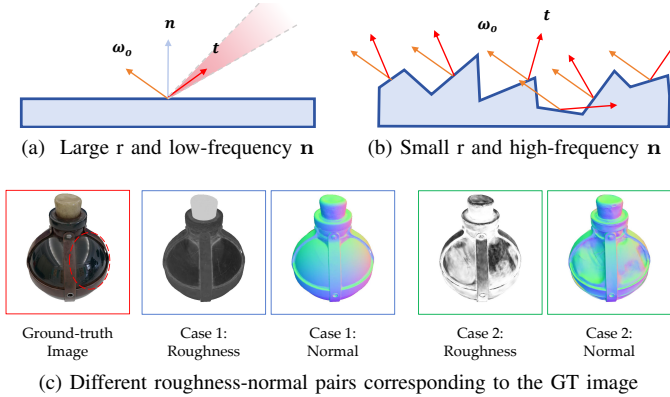 n
ωₒ
t
ωₒ
t
(a) Large r and low-frequency n
(b) Small r and high-frequency n
Ground-truth
Image
Case 1:
Roughness
Case 1:
Normal
Case 2:
Roughness
Case 2:
Normal
(c) Different roughness-normal pairs corresponding to the GT image